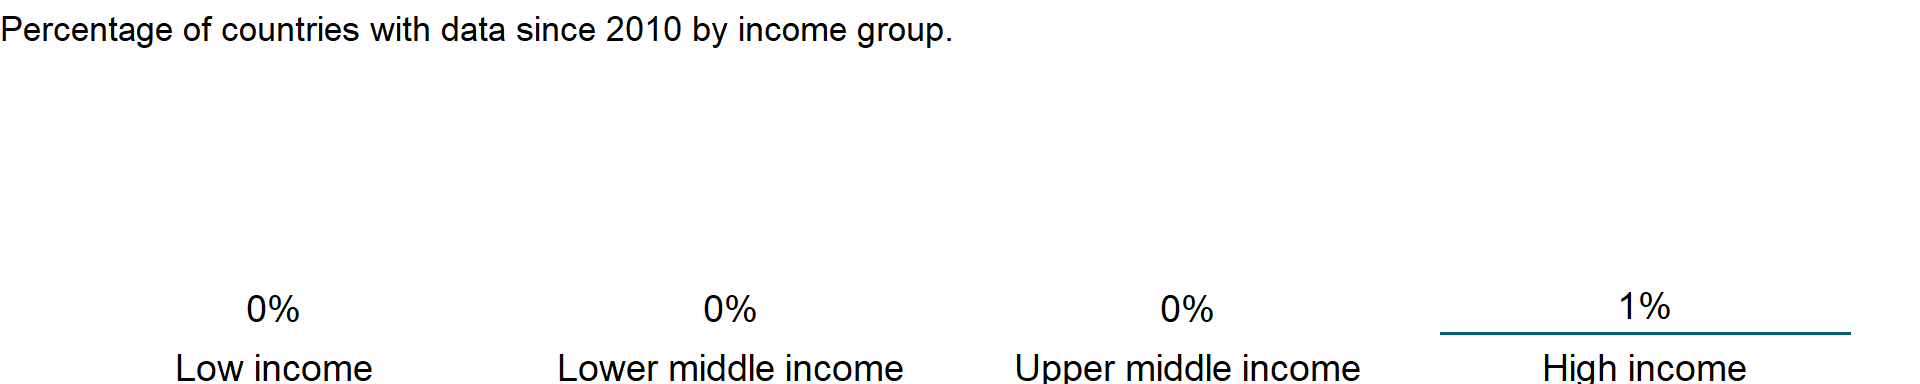 Percentage of countries with data since 2010 by income group.
0% 0% 0% 1%
Low income Lower middle income Upper middle income High income